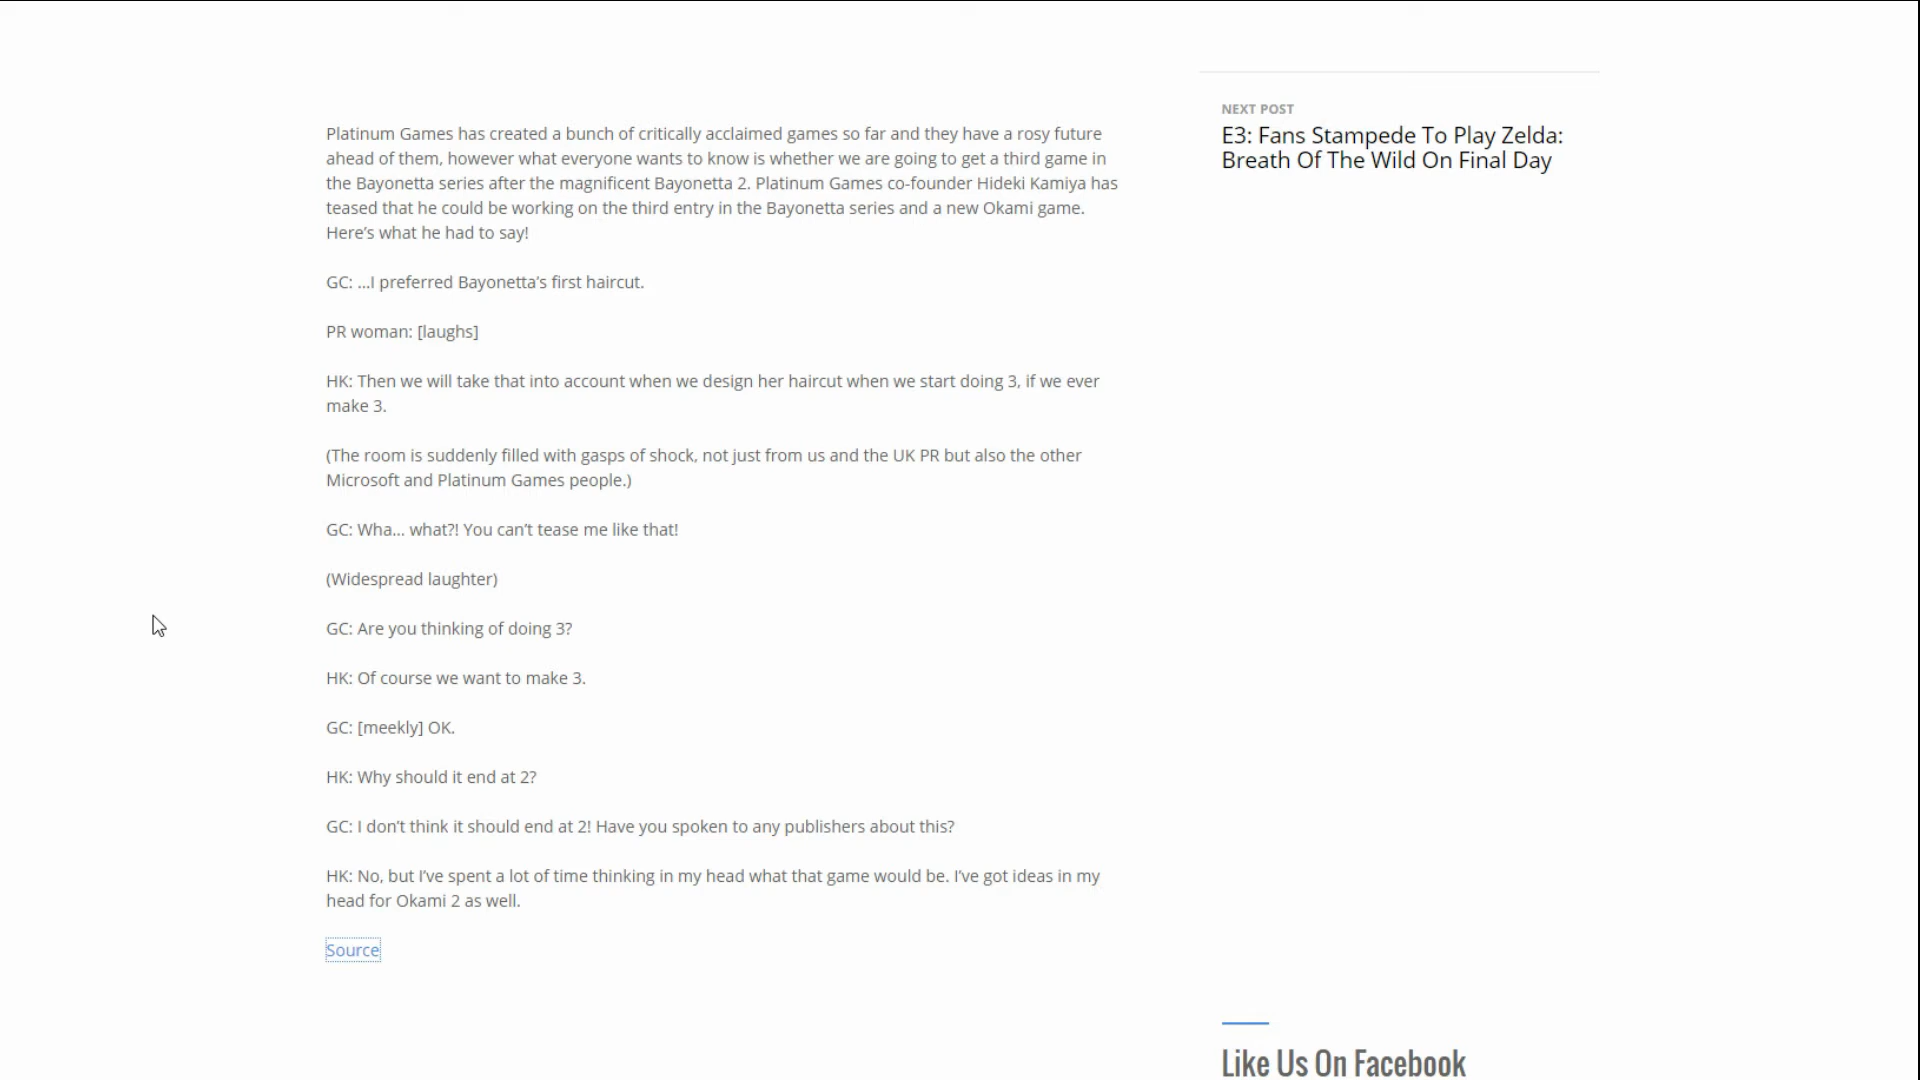 Platinum Games has created a bunch of critically acclaimed games so far and they have a rosy future
ahead of them, however what everyone wants to know is whether we are going to get a third game in
the Bayonetta series after the magnificent Bayonetta 2. Platinum Games co-founder Hideki Kamiya has
teased that he could be working on the third entry in the Bayonetta series and a new Okami game.
Here’s what he had to say!
GC: …I preferred Bayonetta’s first haircut.
PR woman: [laughs]
HK: Then we will take that into account when we design her haircut when we start doing 3, if we ever
make 3.
(The room is suddenly filled with gasps of shock, not just from us and the UK PR but also the other
Microsoft and Platinum Games people.)
GC: Wha… what?! You can’t tease me like that!
(Widespread laughter)
GC: Are you thinking of doing 3?
HK: Of course we want to make 3.
GC: [meekly] OK.
HK: Why should it end at 2?
GC: I don’t think it should end at 2! Have you spoken to any publishers about this?
HK: No, but I’ve spent a lot of time thinking in my head what that game would be. I’ve got ideas in my
head for Okami 2 as well.
Source
NEXT POST
E3: Fans Stampede To Play Zelda:
Breath Of The Wild On Final Day
Like Us On Facebook